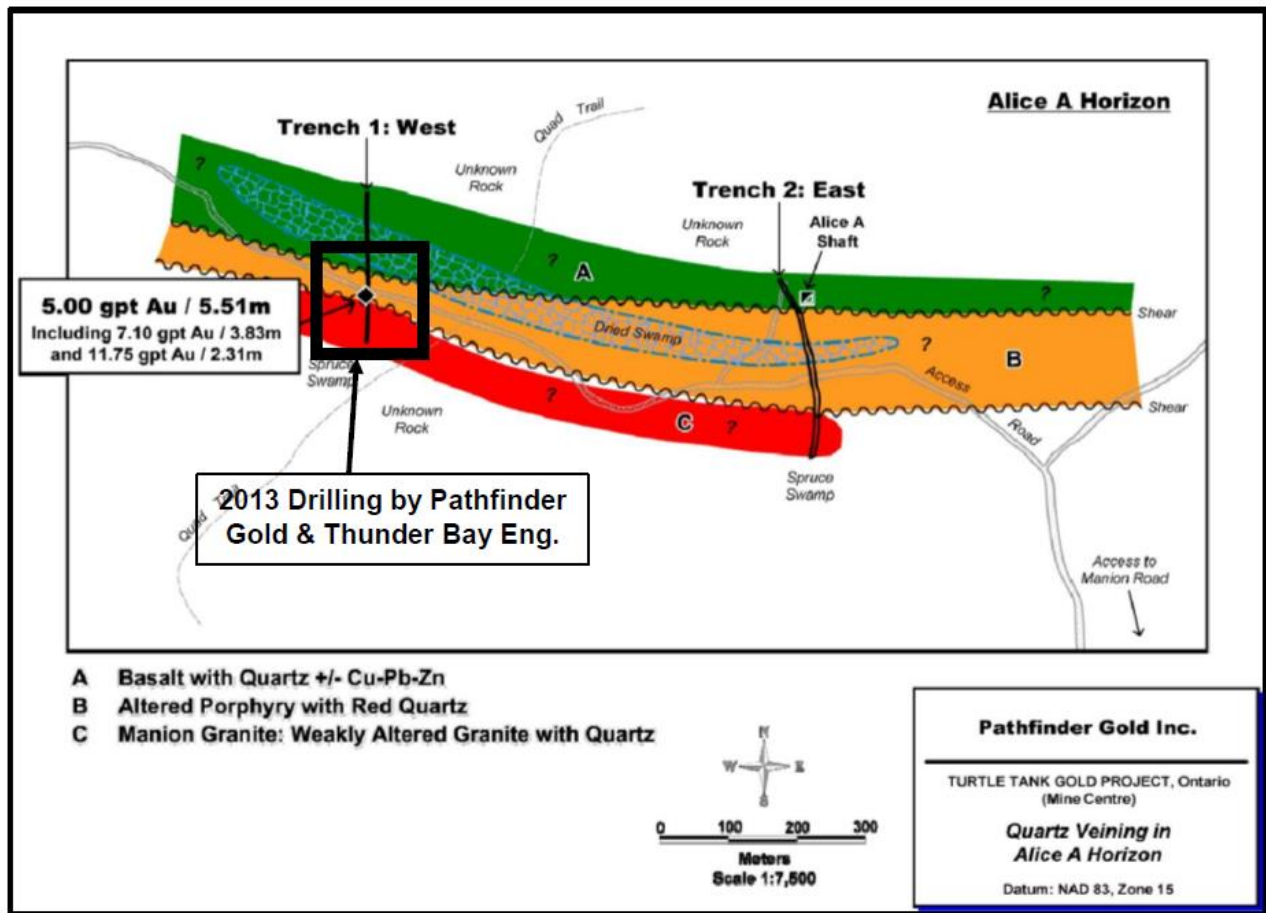 Alice A Horizon
Trench 1: West
Quad Trail
Unknown
Rock
Trench 2: East
Unknown
Rock
Alice A
Shaft
?
?
A
?
Shear
5.00 gpt Au / 5.51m
Including 7.10 gpt Au / 3.83m
and 11.75 gpt Au / 2.31m
Dried Swamp
?
B
Access
Road
Shear
Spruce
Swamp
Unknown
Rock
?
C
?
Spruce
Swamp
Quad Trail
2013 Drilling by Pathfinder
Gold & Thunder Bay Eng.
Access to
Manion Road
A Basalt with Quartz +/- Cu-Pb-Zn
B Altered Porphyry with Red Quartz
C Manion Granite: Weakly Altered Granite with Quartz
N
W E
S
0 100 200 300
Meters
Scale 1:7,500
Pathfinder Gold Inc.
TURTLE TANK GOLD PROJECT, Ontario
(Mine Centre)
Quartz Veining in
Alice A Horizon
Datum: NAD 83, Zone 15